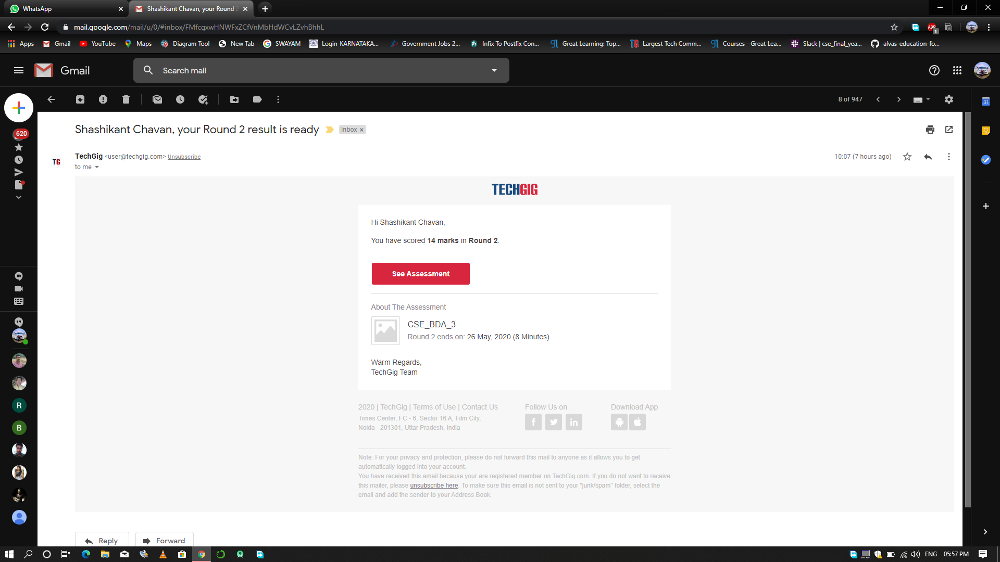 WhatsApp
Shashikant Chavan, your Round 2
mail.google.com/mail/u/0/#inbox/FMfcgxwHNWFxZCfVnMbHdWCvLZvhBhhL
ABP
1
Apps
Gmail
YouTube
Maps
Diagram Tool
New Tab
SWAYAM
Login-KARNATAKA...
Government Jobs 2...
Infix To Postfix Con...
Great Learning: Top...
Largest Tech Comm...
Courses - Great Lea...
Slack | cse_final_yea...
alvas-education-fo...
Gmail
Search mail
8 of 947
31
620
Shashikant Chavan, your Round 2 result is ready
Inbox x
TG
TechGig <user@techgig.com> Unsubscribe
10:07 (7 hours ago)
to me
TECHGIG
Hi Shashikant Chavan,
You have scored 14 marks in Round 2.
See Assessment
About The Assessment
CSE_BDA_3
Round 2 ends on: 26 May, 2020 (8 Minutes)
Warm Regards,
TechGig Team
R
B
2020 | TechGig | Terms of Use | Contact Us
Times Center, FC - 6, Sector 16 A, Film City,
Noida - 201301, Uttar Pradesh, India
Follow Us on
Download App
Note: For your privacy and protection, please do not forward this mail to anyone as it allows you to get
automatically logged into your account.
You have received this email because your are registered member on TechGig.com. If you do not want to receive
this mailer, please unsubscribe here. To make sure this email is not sent to your "junk/spam" folder, select the
email and add the sender to your Address Book.
Reply
Forward
ENG
05:57 PM